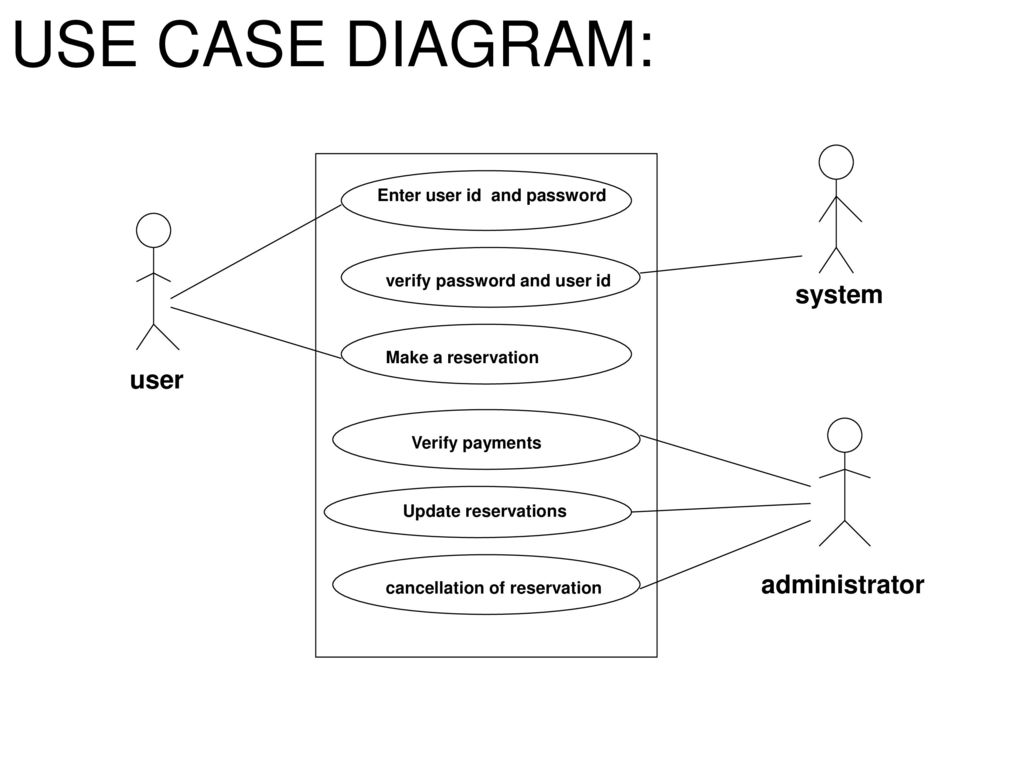 USE CASE DIAGRAM:
Enter user id  and password
verify password and user id
system
Make a reservation
user
Verify payments
Update reservations
cancellation of reservation
administrator